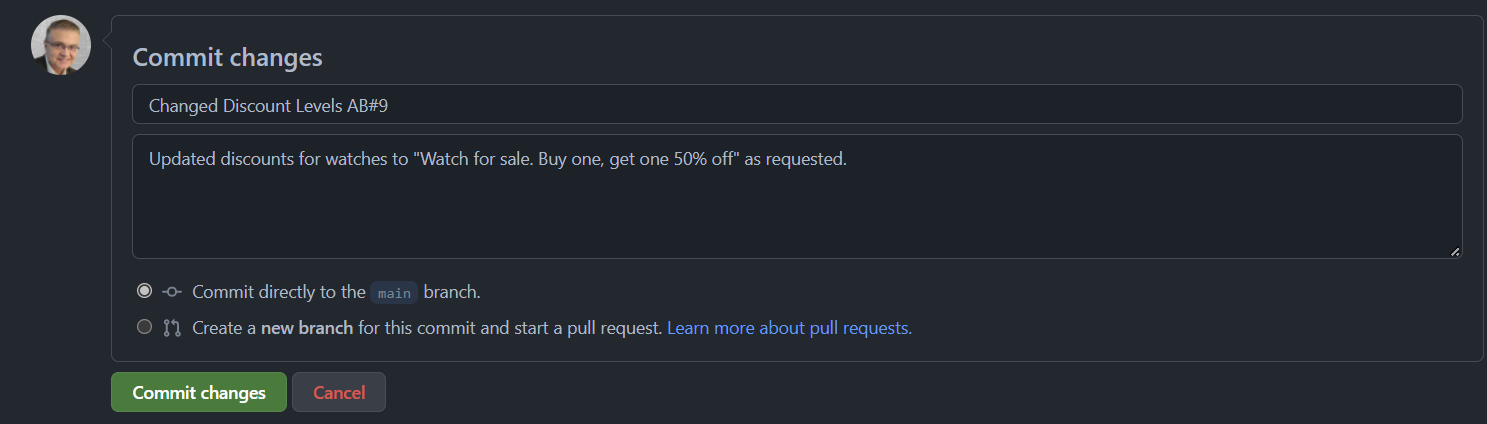 Commit changes
Changed Discount Levels AB#9
Updated discounts for watches to "Watch for sale. Buy one, get one 50% off" as requested.
Commit directly to the main branch.
Create a new branch for this commit and start a pull request. Learn more about pull requests.
Commit changes Cancel